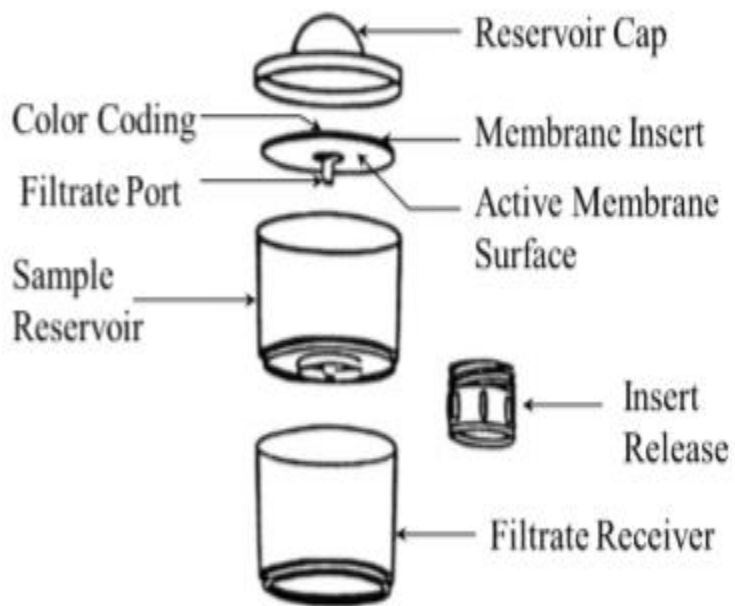 Reservoir Cap
Color Coding
Membrane Insert
Filtrate Port
Active Membrane
Surface
Sample
Reservoir
Insert
Release
Filtrate Receiver